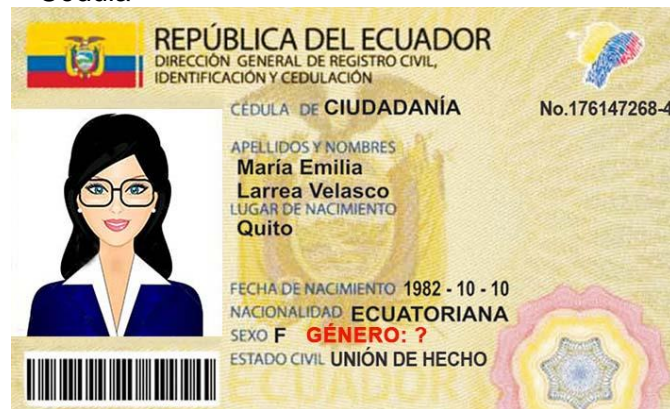 REPÚBLICA DEL ECUADOR
DIRECCIÓN GENERAL DE REGISTRO CIVIL,
IDENTIFICACIÓN Y CEDULACIÓN
CÉDULA DE CIUDADANÍA No.176147268-4
APELLIDOS Y NOMBRES
María Emilia
Larrea Velasco
LUGAR DE NACIMIENTO
Quito
FECHA DE NACIMIENTO 1982 - 10 - 10
NACIONALIDAD ECUATORIANA
SEXO F GÉNERO: ?
ESTADO CIVIL UNIÓN DE HECHO